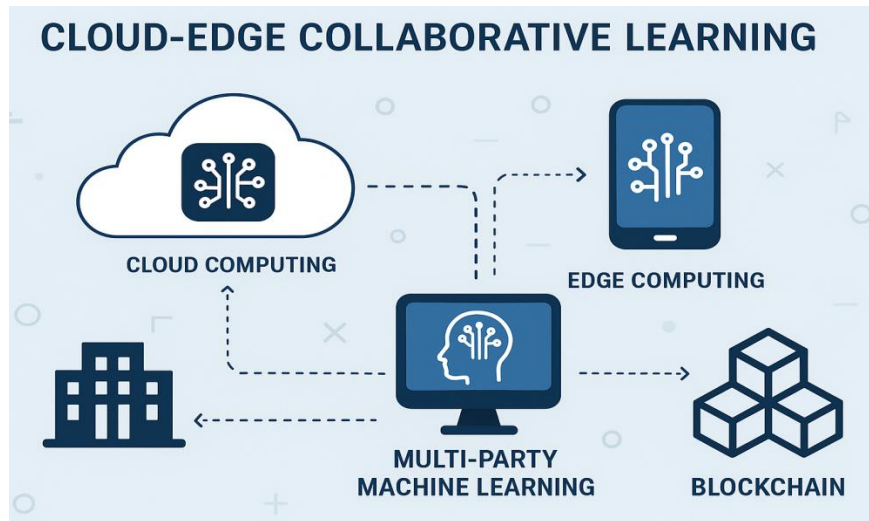 CLOUD-EDGE COLLABORATIVE LEARNING
CLOUD COMPUTING
EDGE COMPUTING
MULTI-PARTY
MACHINE LEARNING
BLOCKCHAIN